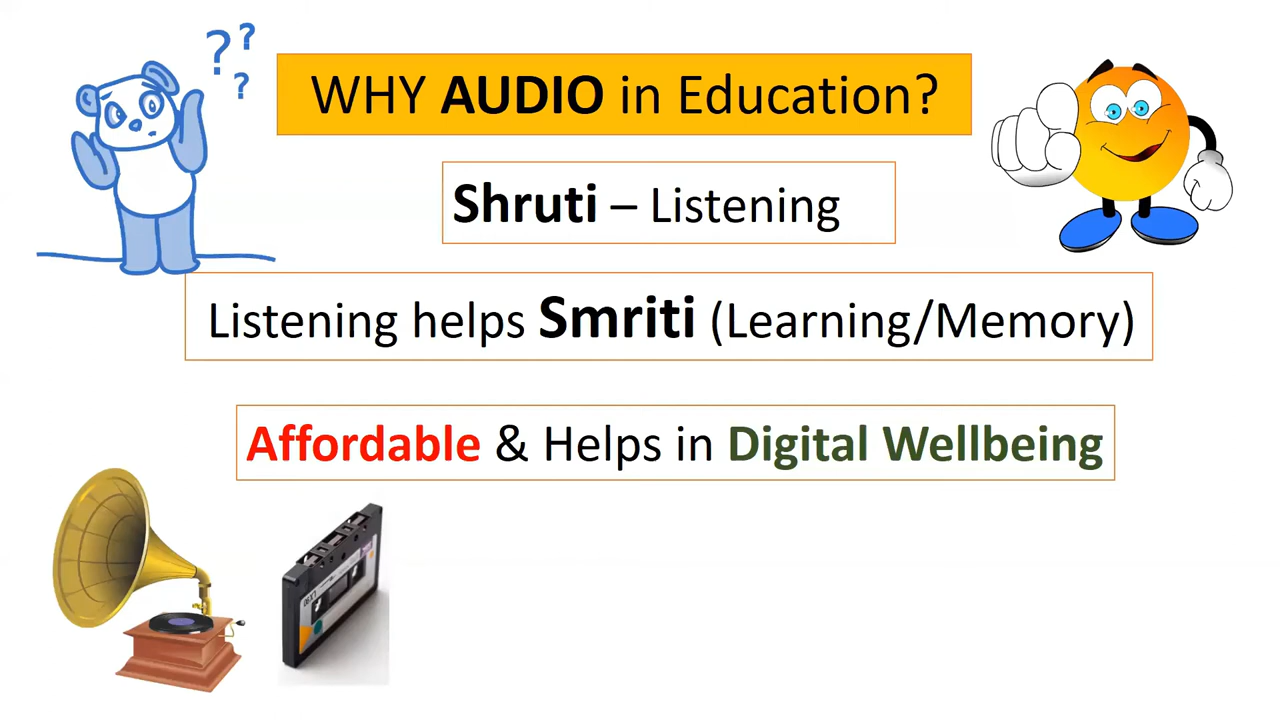 ? ? ?
WHY AUDIO in Education?
Shruti – Listening
Listening helps Smriti (Learning/Memory)
Affordable & Helps in Digital Wellbeing